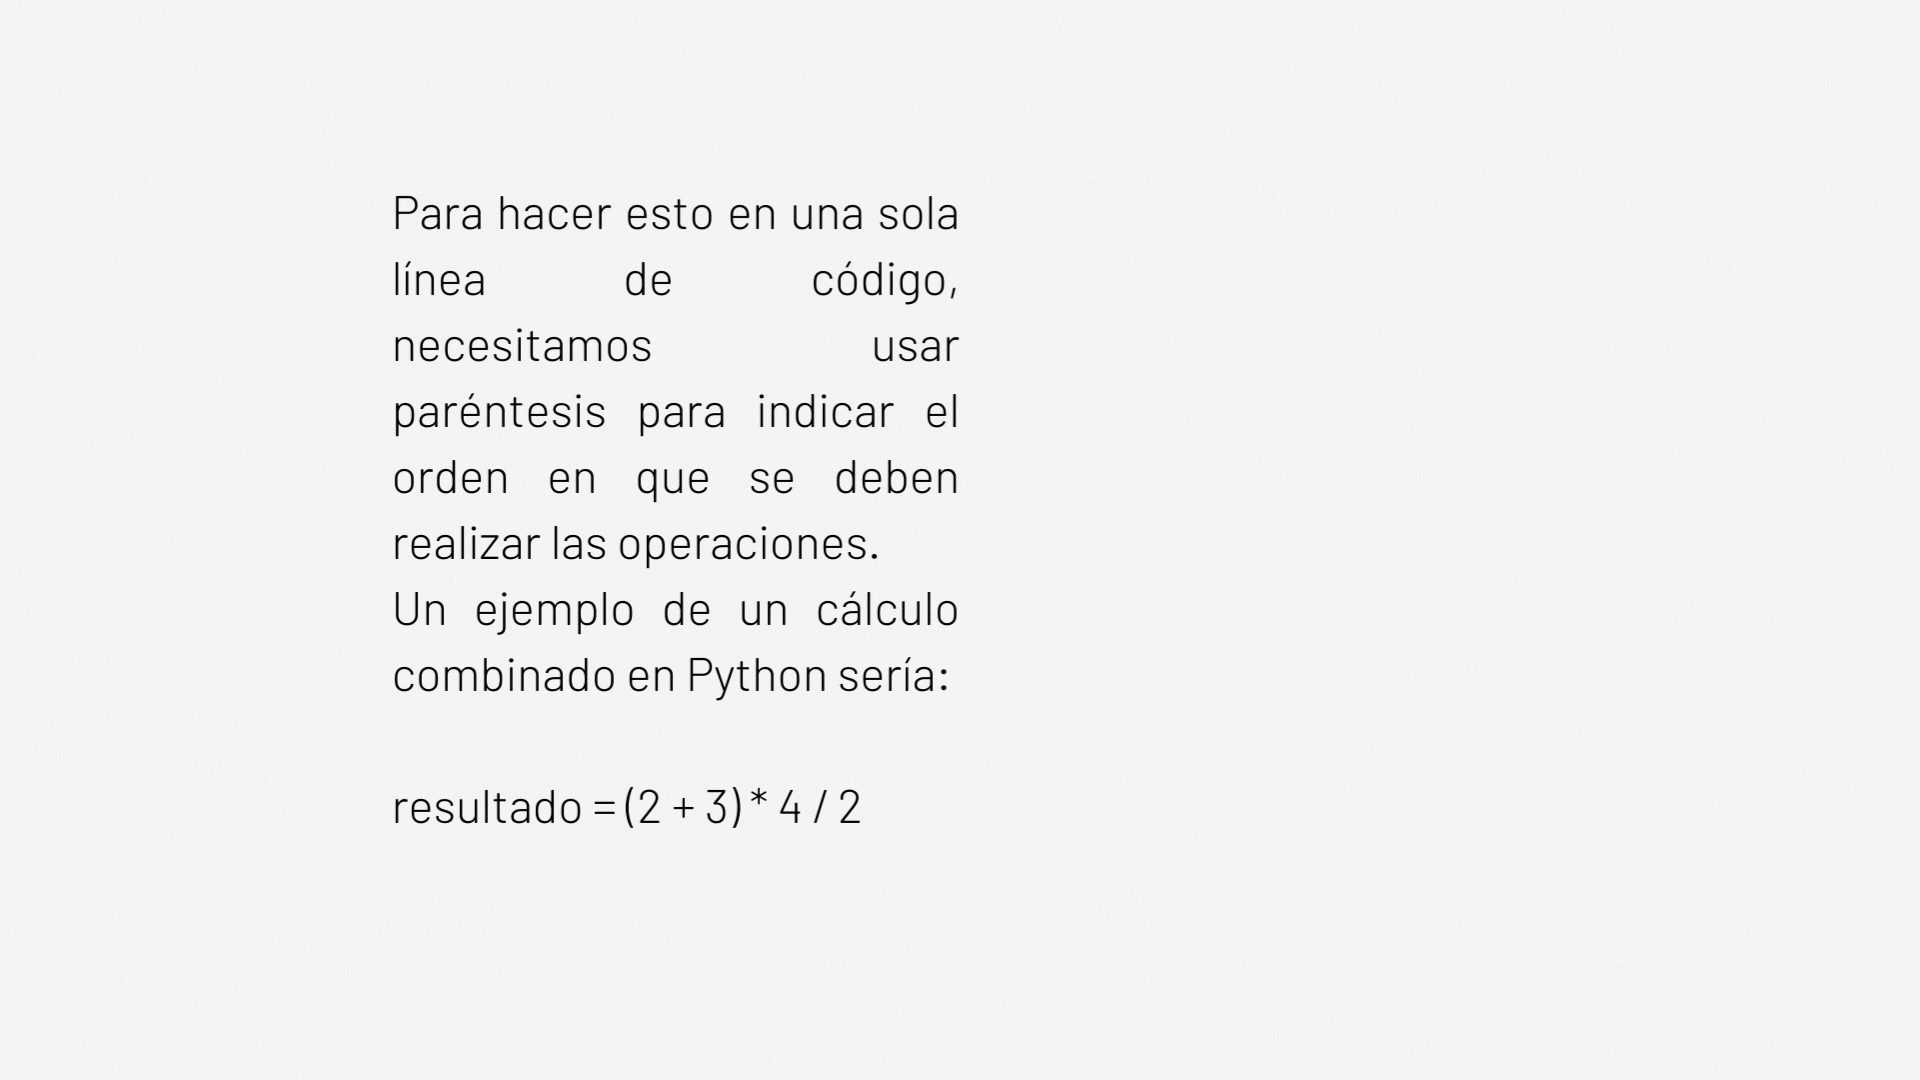 Para hacer esto en una sola
línea de código,
necesitamos usar
paréntesis para indicar el
orden en que se deben
realizar las operaciones.
Un ejemplo de un cálculo
combinado en Python sería:
resultado = (2 + 3) * 4 / 2